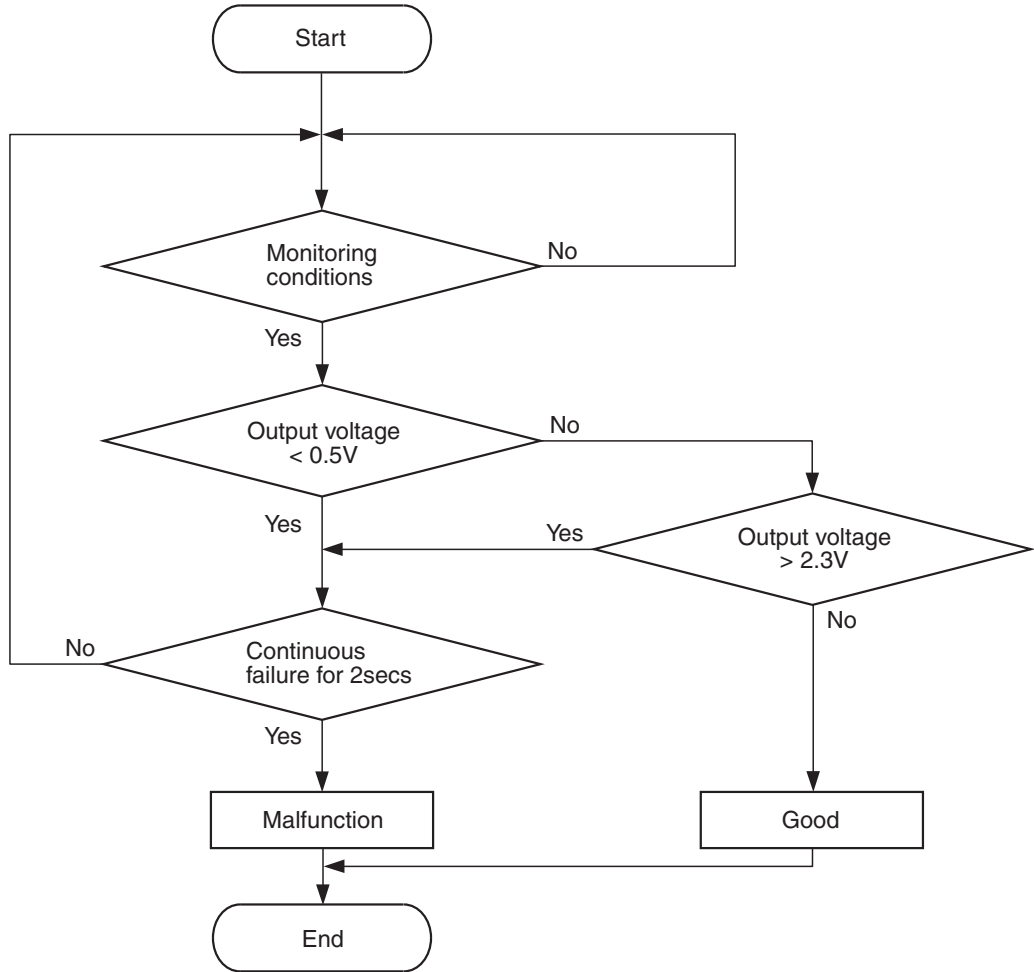 Start
Monitoring
conditions
No
Yes
Output voltage
< 0.5V
No
Yes
Yes
Output voltage
> 2.3V
No
No
Continuous
failure for 2secs
Yes
Malfunction
Good
End